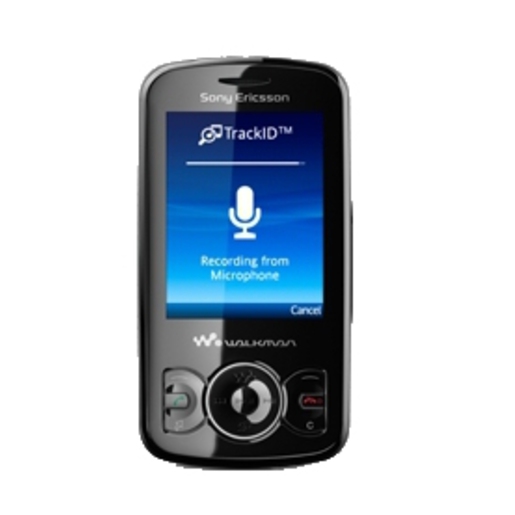 Sony Ericsson
TrackID™
Recording from
Microphone
Cancel
WALKMAN
C